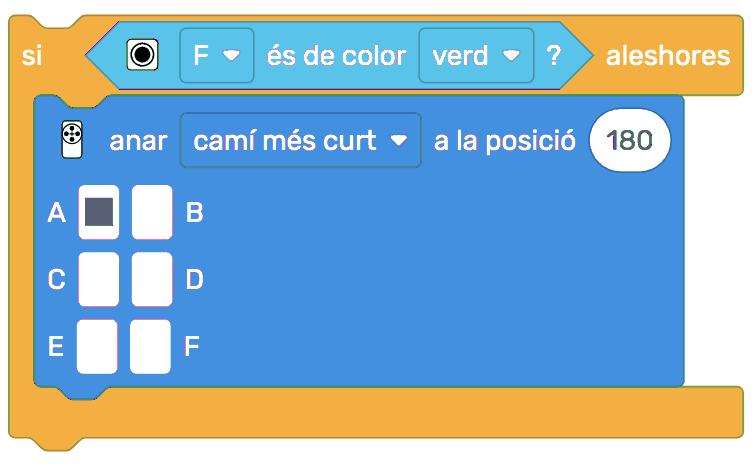 si F és de color verd ? aleshores
anar camí més curt a la posició 180
A B
C D
E F